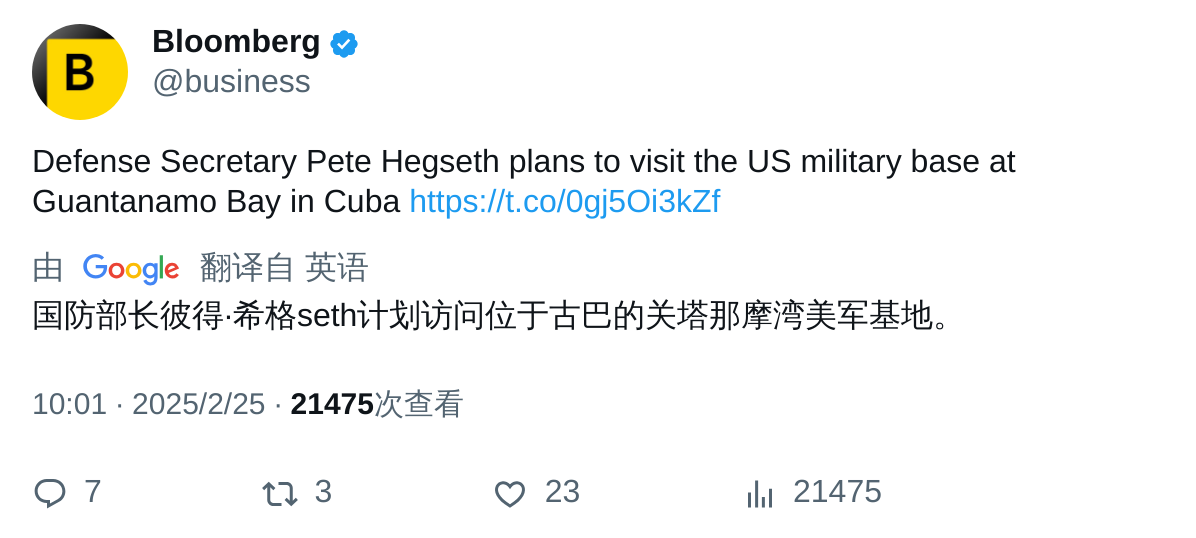 B
Bloomberg
@business
Defense Secretary Pete Hegseth plans to visit the US military base at
Guantanamo Bay in Cuba https://t.co/0gj5Oi3kZf
由 Google 翻译自 英语
国防部长彼得·希格seth计划访问位于古巴的关塔那摩湾美军基地。
10:01 · 2025/2/25 · 21475次查看
7 3 23 21475